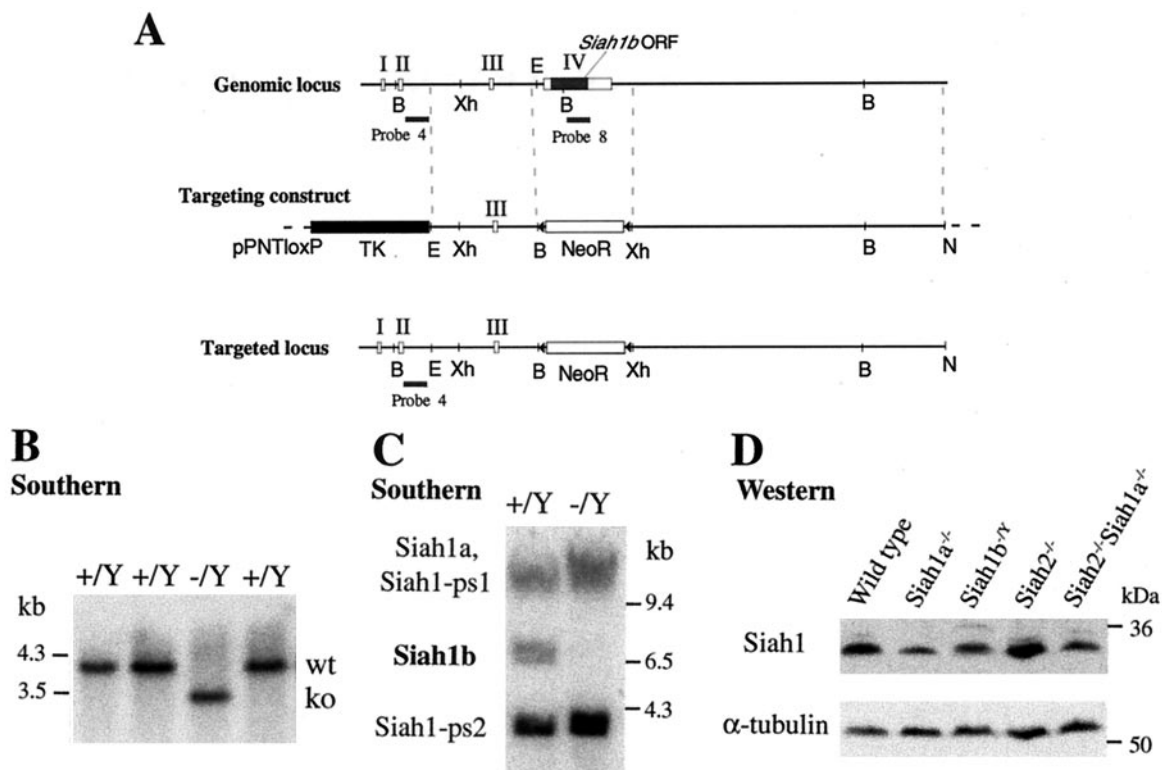 A
Siah1b ORF
I II III E IV
Genomic locus
B Xh B B
Probe 4 Probe 8
Targeting construct
III
pPNTloxP TK E Xh B NeoR Xh B N
I II III
Targeted locus
B E Xh B NeoR Xh B N
Probe 4
B
Southern
+/Y +/Y -/Y +/Y
kb
4.3 wt
3.5 ko
C
Southern +/Y -/Y
Siah1a, kb
Siah1-ps1
9.4
Siah1b 6.5
4.3
Siah1-ps2
D
Western
Wild type Siah1a-/- Siah1b-/Y Siah2-/- Siah2-/-Siah1a-/-
kDa
Siah1 36
α-tubulin
50